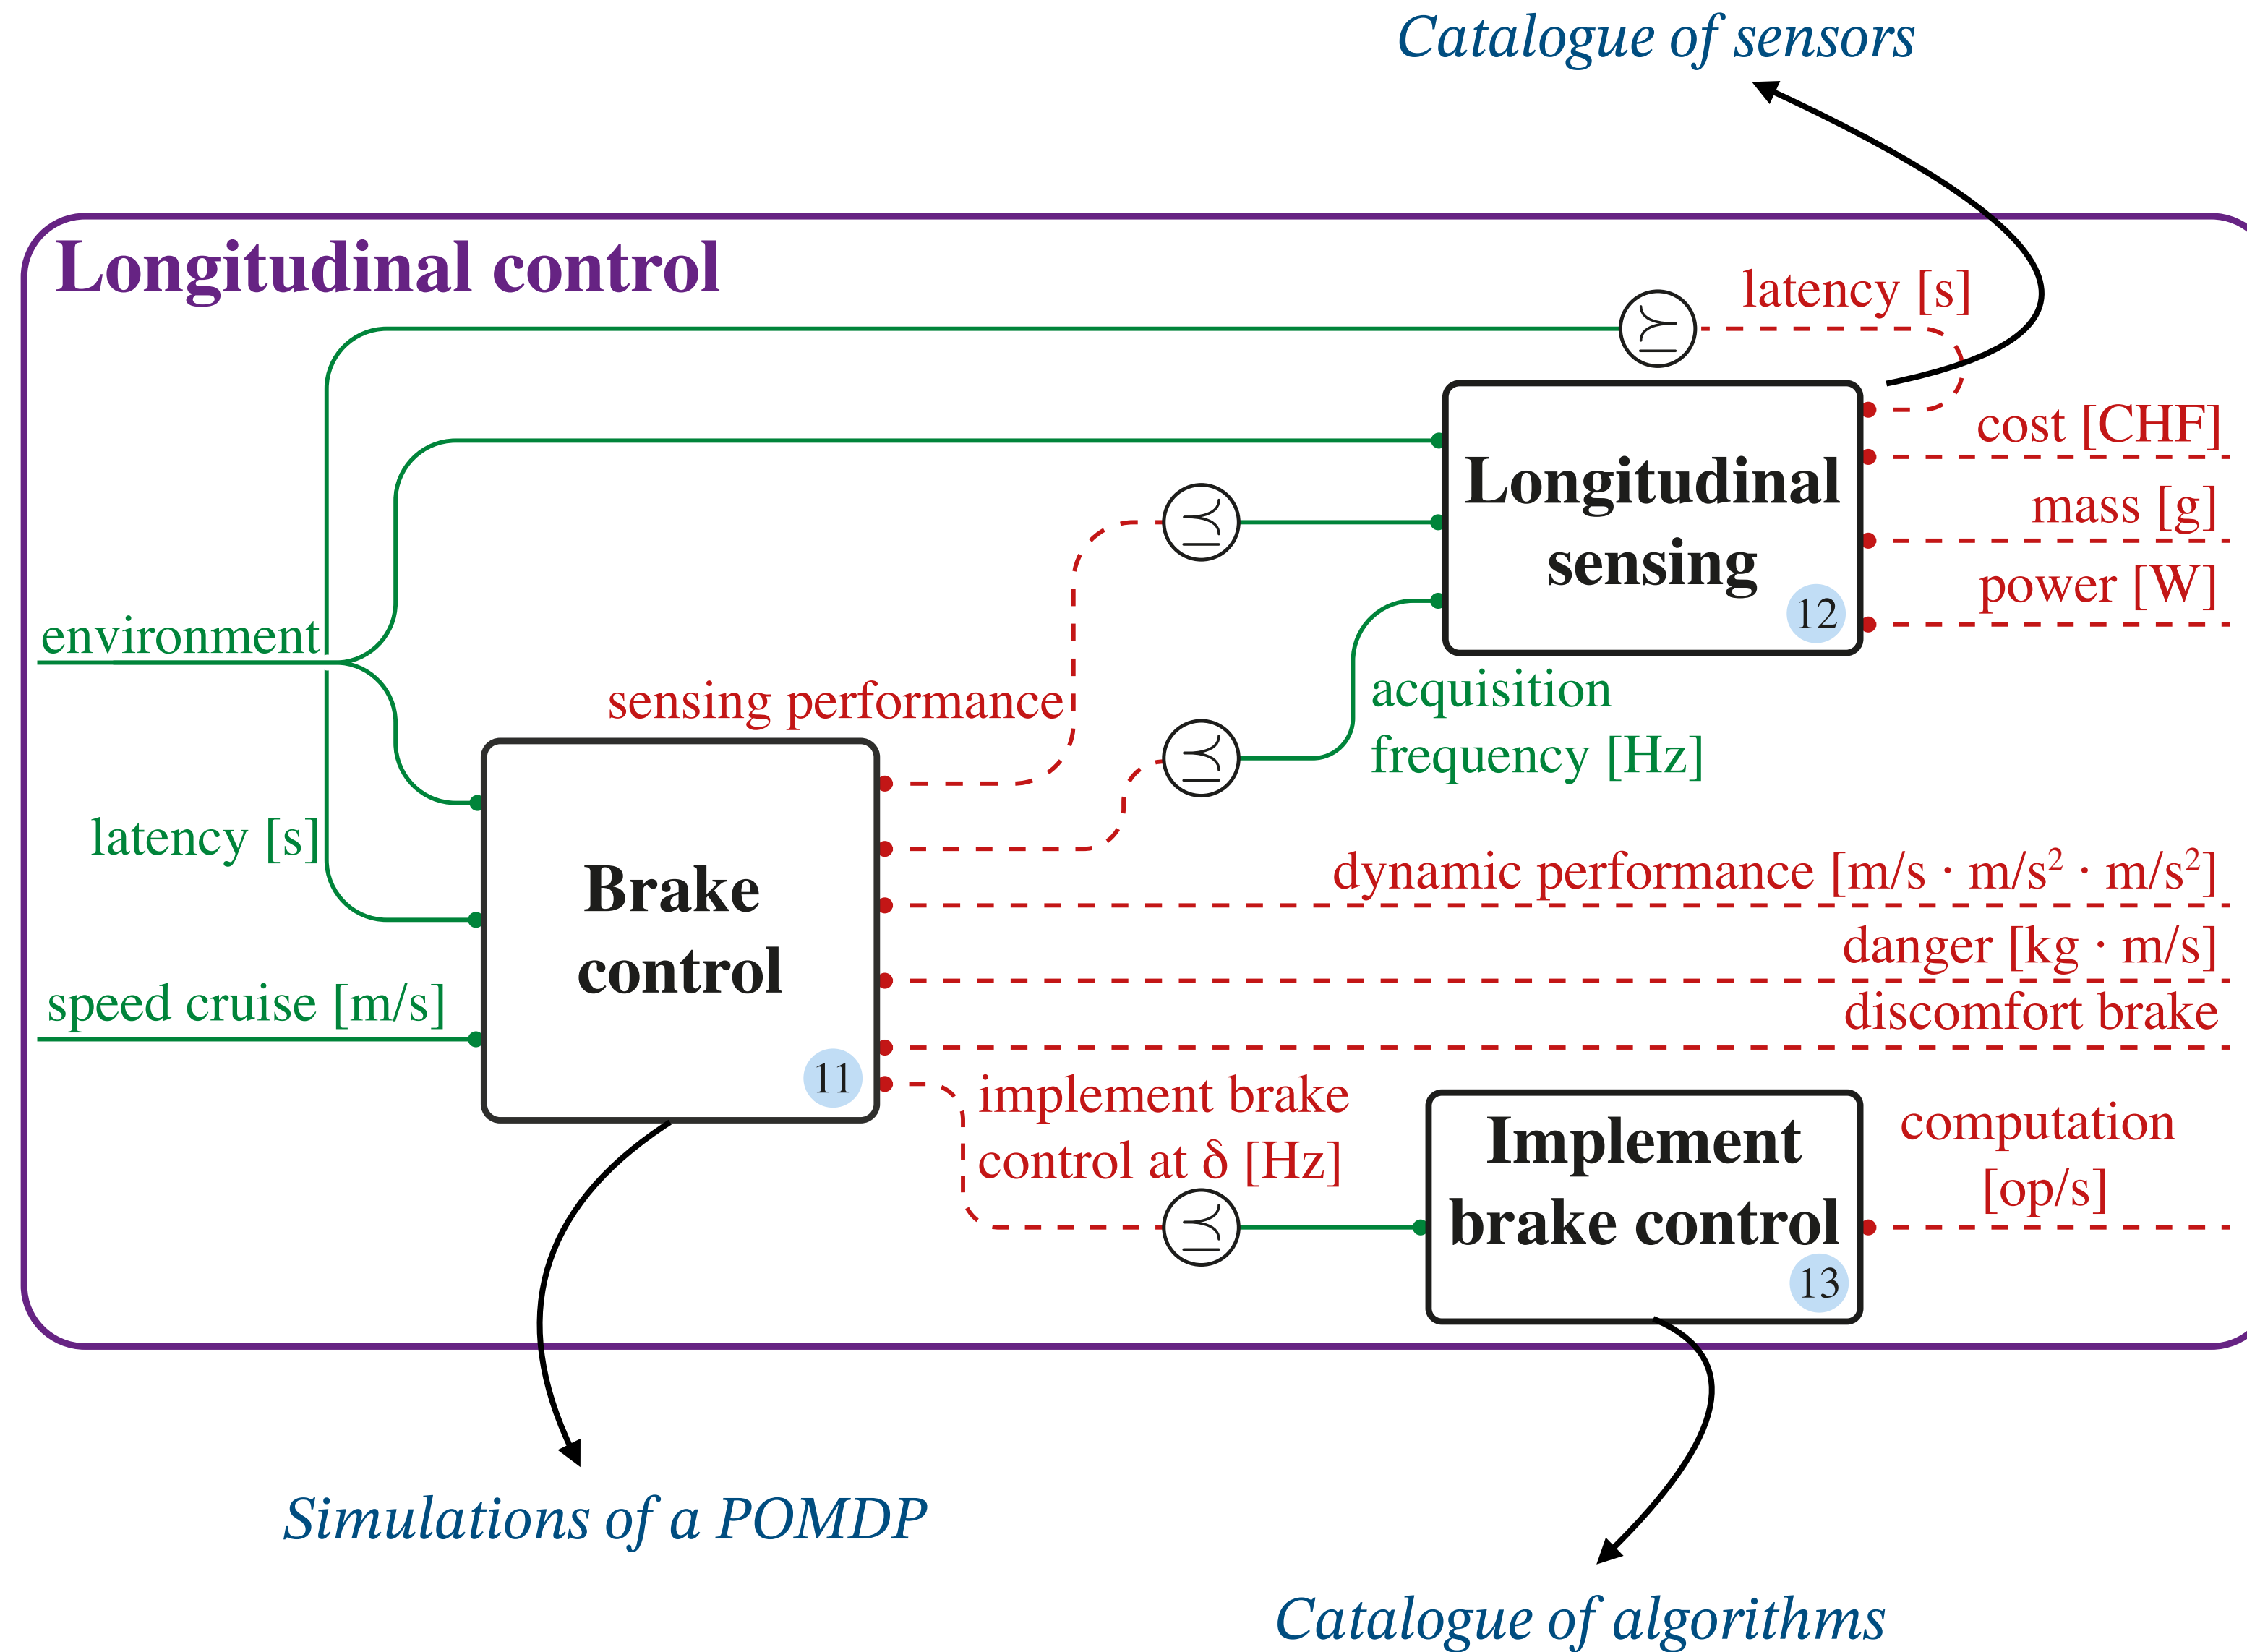 Catalogue of sensors
Longitudinal control
latency [s]
⪰
cost [CHF]
Longitudinal
sensing
12
mass [g]
power [W]
⪯
environment
sensing performance
acquisition
frequency [Hz]
⪯
latency [s]
Brake
control
11
dynamic performance [m/s · m/s² · m/s²]
danger [kg · m/s]
speed cruise [m/s]
discomfort brake
implement brake
control at δ [Hz]
⪯
Implement
brake control
13
computation
[op/s]
Simulations of a POMDP
Catalogue of algorithms